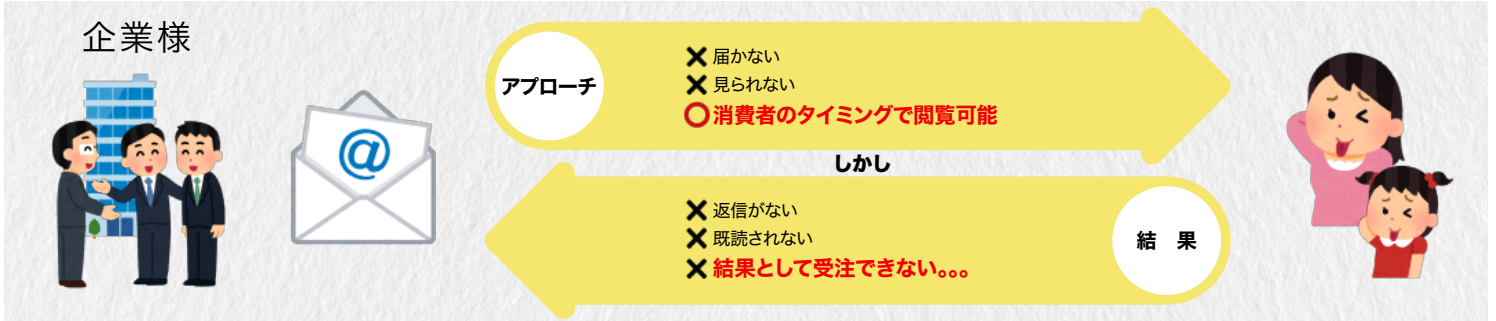 企業様
@
アプローチ
❌ 届かない
❌ 見られない
⭕ 消費者のタイミングで閲覧可能
しかし
❌ 返信がない
❌ 既読されない
❌ 結果として受注できない。。。
結　果